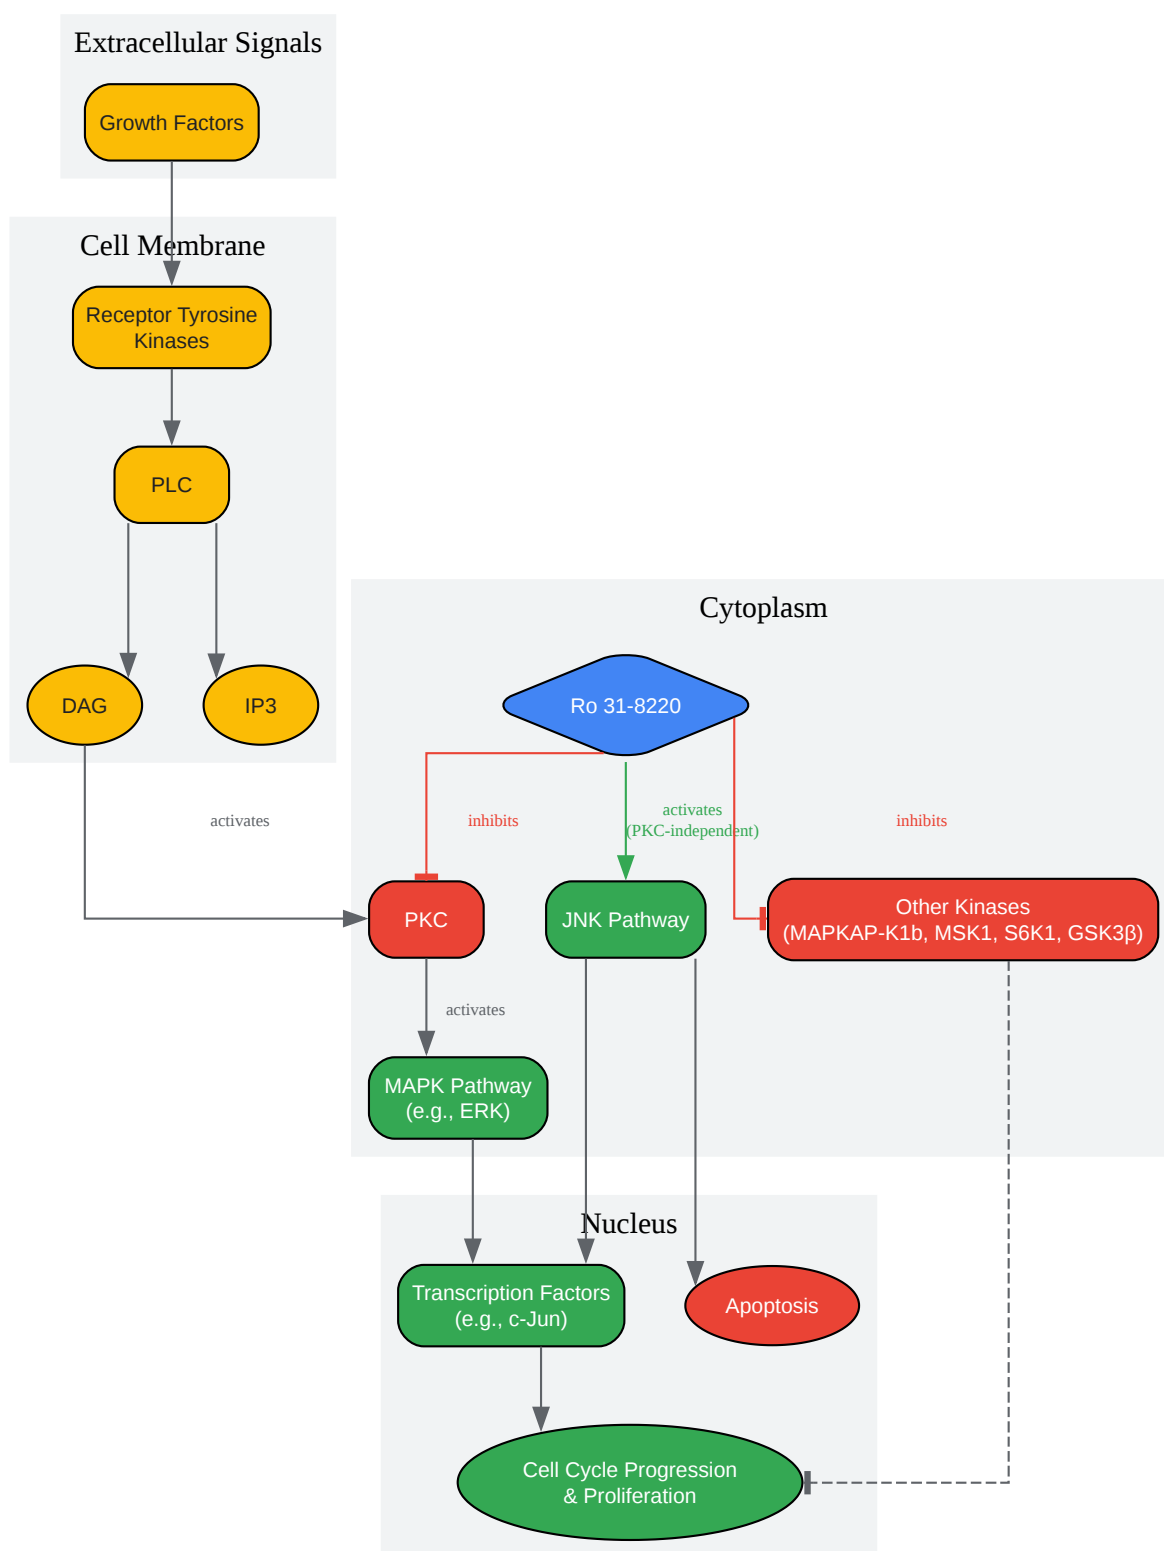 Extracellular Signals
Growth Factors
Cell Membrane
Receptor Tyrosine
Kinases
PLC
DAG
IP3
Cytoplasm
Ro 31-8220
activates
inhibits
activates
(PKC-independent)
inhibits
PKC
JNK Pathway
Other Kinases
(MAPKAP-K1b, MSK1, S6K1, GSK3β)
activates
MAPK Pathway
(e.g., ERK)
Nucleus
Transcription Factors
(e.g., c-Jun)
Apoptosis
Cell Cycle Progression
& Proliferation